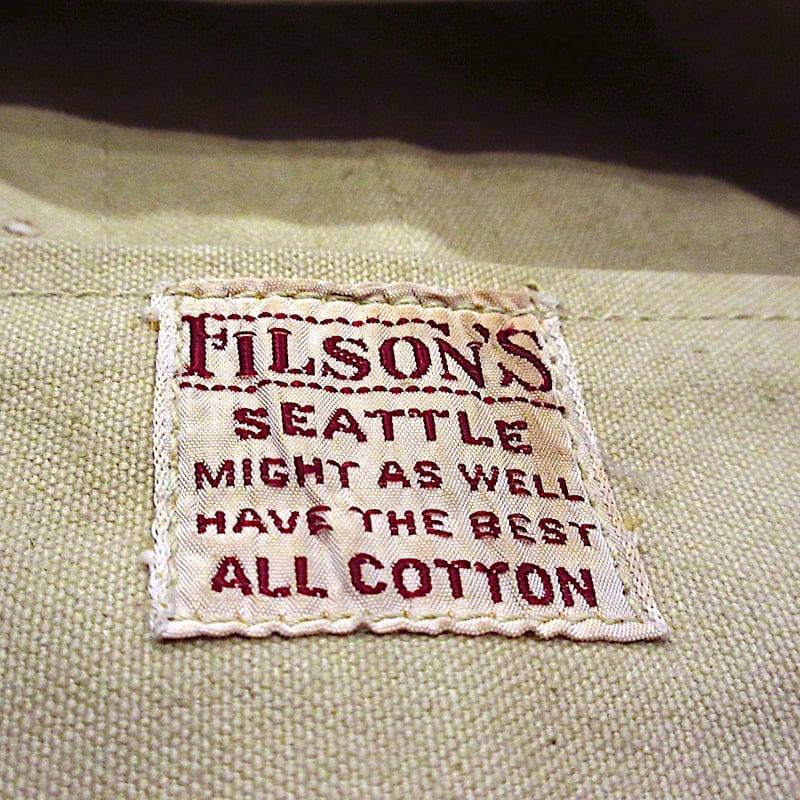 FILSON'S
SEATTLE
MIGHT AS WELL
HAVE THE BEST
ALL COTTON